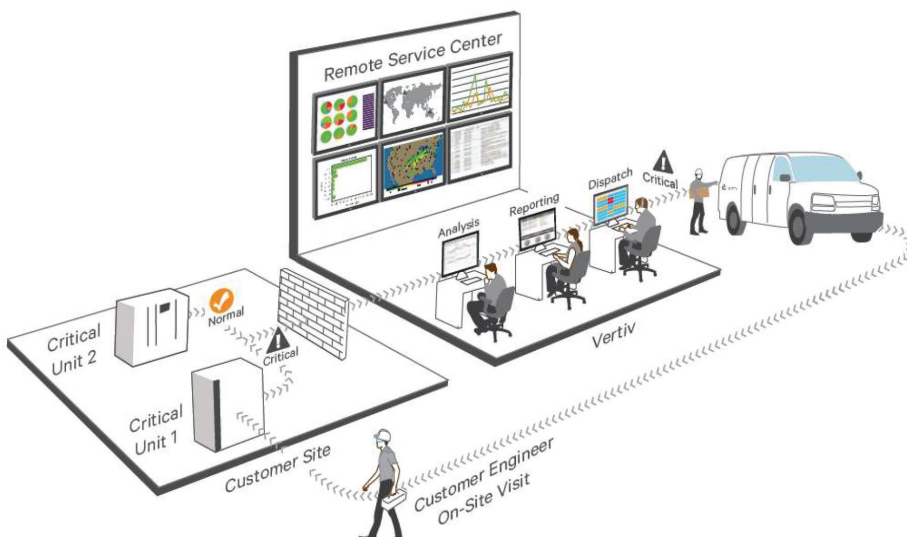 Remote Service Center
Analysis
Reporting
Dispatch
Critical
Vertiv
Critical
Unit 2
Normal
Critical
Critical
Unit 1
Customer Site
Customer Engineer
On-Site Visit